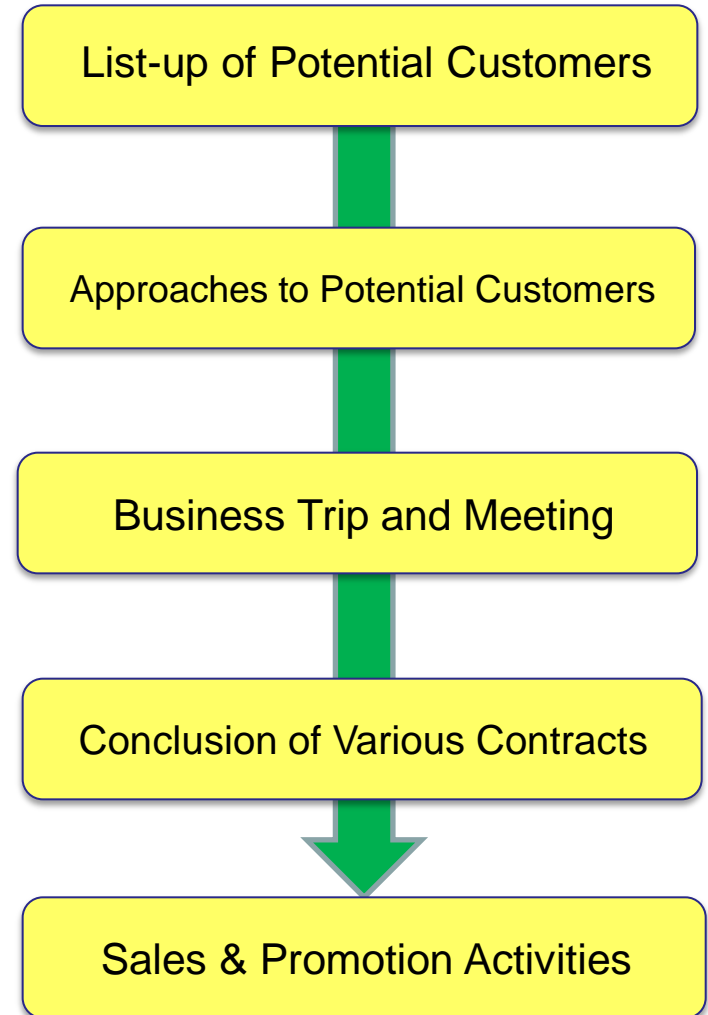 List-up of Potential Customers
Approaches to Potential Customers
Business Trip and Meeting
Conclusion of Various Contracts
Sales & Promotion Activities